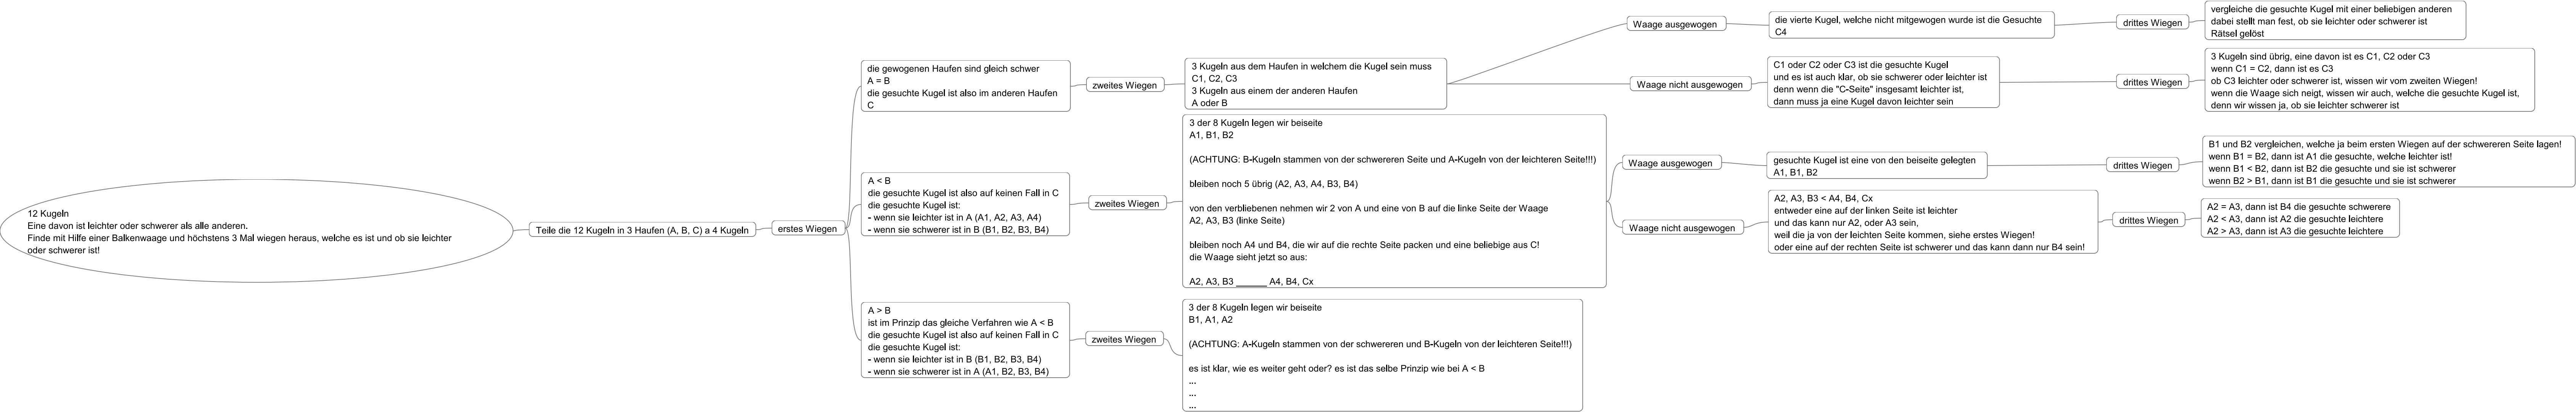 12 Kugeln
Eine davon ist leichter oder schwerer als alle anderen.
Finde mit Hilfe einer Balkenwaage und höchstens 3 Mal wiegen heraus, welche es ist und ob sie leichter
oder schwerer ist!
Teile die 12 Kugeln in 3 Haufen (A, B, C) a 4 Kugeln
erstes Wiegen
die gewogenen Haufen sind gleich schwer
A = B
die gesuchte Kugel ist also im anderen Haufen
C
zweites Wiegen
3 Kugeln aus dem Haufen in welchem die Kugel sein muss
C1, C2, C3
3 Kugeln aus einem der anderen Haufen
A oder B
Waage ausgewogen
die vierte Kugel, welche nicht mitgewogen wurde ist die Gesuchte
C4
drittes Wiegen
vergleiche die gesuchte Kugel mit einer beliebigen anderen
dabei stellt man fest, ob sie leichter oder schwerer ist
Rätsel gelöst
Waage nicht ausgewogen
C1 oder C2 oder C3 ist die gesuchte Kugel
und es ist auch klar, ob sie schwerer oder leichter ist
denn wenn die "C-Seite" insgesamt leichter ist,
dann muss ja eine Kugel davon leichter sein
drittes Wiegen
3 Kugeln sind übrig, eine davon ist es C1, C2 oder C3
wenn C1 = C2, dann ist es C3
ob C3 leichter oder schwerer ist, wissen wir vom zweiten Wiegen!
wenn die Waage sich neigt, wissen wir auch, welche die gesuchte Kugel ist,
denn wir wissen ja, ob sie leichter schwerer ist
A < B
die gesuchte Kugel ist also auf keinen Fall in C
die gesuchte Kugel ist:
- wenn sie leichter ist in A (A1, A2, A3, A4)
- wenn sie schwerer ist in B (B1, B2, B3, B4)
zweites Wiegen
3 der 8 Kugeln legen wir beiseite
A1, B1, B2
(ACHTUNG: B-Kugeln stammen von der schwereren Seite und A-Kugeln von der leichteren Seite!!!)
bleiben noch 5 übrig (A2, A3, A4, B3, B4)
von den verbliebenen nehmen wir 2 von A und eine von B auf die linke Seite der Waage
A2, A3, B3 (linke Seite)
bleiben noch A4 und B4, die wir auf die rechte Seite packen und eine beliebige aus C!
die Waage sieht jetzt so aus:
A2, A3, B3 ______ A4, B4, Cx
Waage ausgewogen
gesuchte Kugel ist eine von den beiseite gelegten
A1, B1, B2
drittes Wiegen
B1 und B2 vergleichen, welche ja beim ersten Wiegen auf der schwereren Seite lagen!
wenn B1 = B2, dann ist A1 die gesuchte, welche leichter ist!
wenn B1 < B2, dann ist B2 die gesuchte und sie ist schwerer
wenn B2 > B1, dann ist B1 die gesuchte und sie ist schwerer
Waage nicht ausgewogen
A2, A3, B3 < A4, B4, Cx
entweder eine auf der linken Seite ist leichter
und das kann nur A2, oder A3 sein,
weil die ja von der leichten Seite kommen, siehe erstes Wiegen!
oder eine auf der rechten Seite ist schwerer und das kann dann nur B4 sein!
drittes Wiegen
A2 = A3, dann ist B4 die gesuchte schwerere
A2 < A3, dann ist A2 die gesuchte leichtere
A2 > A3, dann ist A3 die gesuchte leichtere
A > B
ist im Prinzip das gleiche Verfahren wie A < B
die gesuchte Kugel ist also auf keinen Fall in C
die gesuchte Kugel ist:
- wenn sie leichter ist in B (B1, B2, B3, B4)
- wenn sie schwerer ist in A (A1, B2, B3, B4)
zweites Wiegen
3 der 8 Kugeln legen wir beiseite
B1, A1, A2
(ACHTUNG: A-Kugeln stammen von der schwereren und B-Kugeln von der leichteren Seite!!!)
es ist klar, wie es weiter geht oder? es ist das selbe Prinzip wie bei A < B
...
...
...